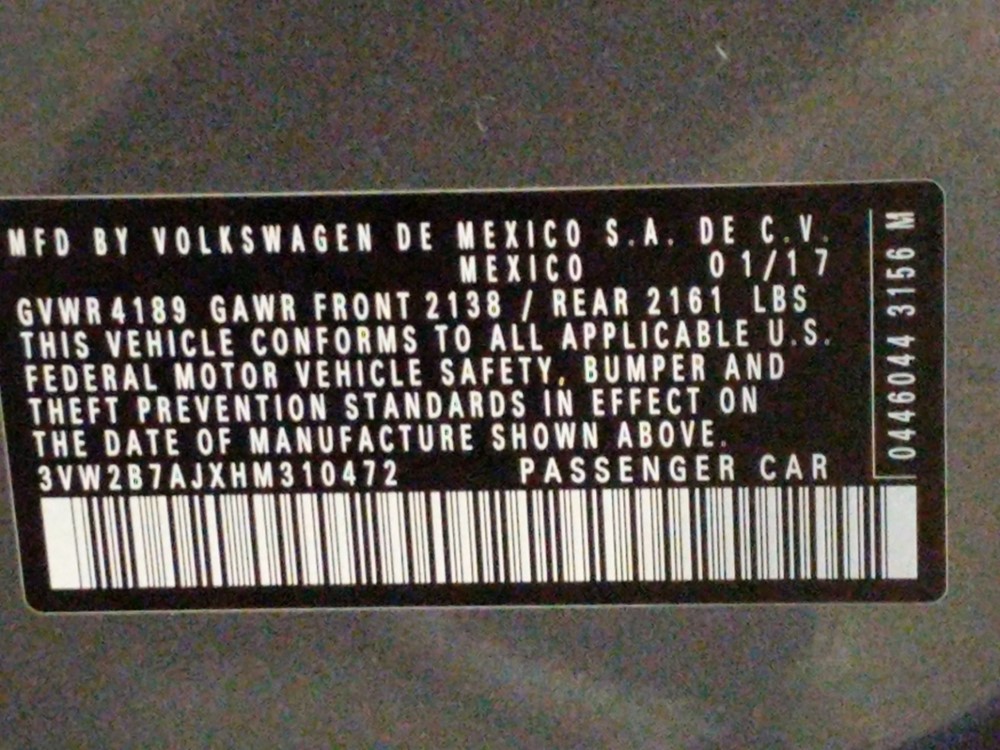 MFD BY VOLKSWAGEN DE MEXICO S.A. DE C.V.
MEXICO 01/17
GVWR 4189 GAWR FRONT 2138 / REAR 2161 LBS
THIS VEHICLE CONFORMS TO ALL APPLICABLE U.S.
FEDERAL MOTOR VEHICLE SAFETY, BUMPER AND
THEFT PREVENTION STANDARDS IN EFFECT ON
THE DATE OF MANUFACTURE SHOWN ABOVE.
3VW2B7AJXHM310472 PASSENGER CAR
0446044 3156 M